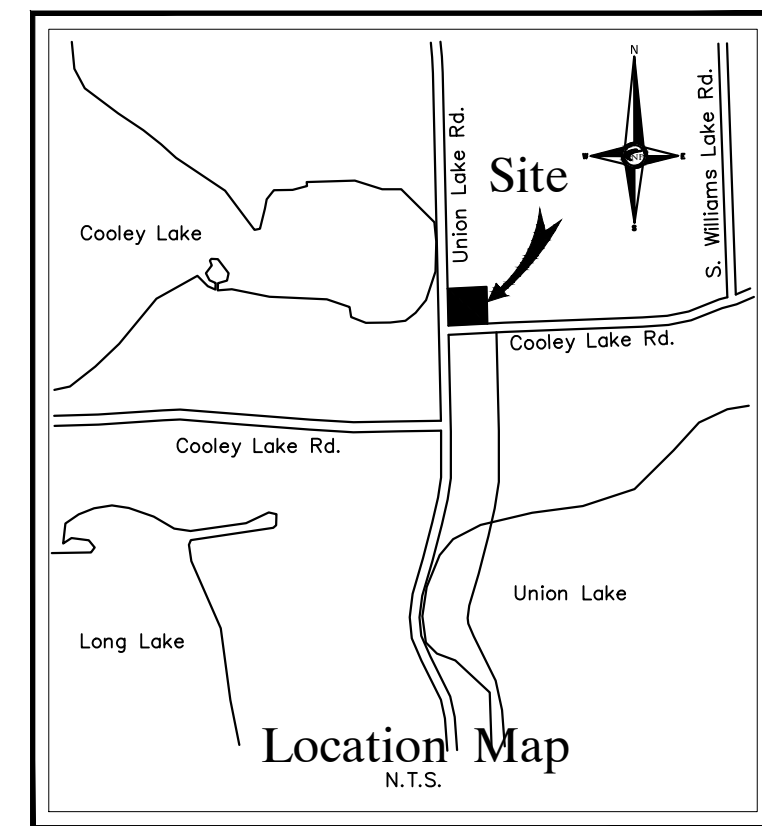 N
Union Lake Rd.
S. Williams Lake Rd.
W
NF
E
Site
S
Cooley Lake
Cooley Lake Rd.
Cooley Lake Rd.
Union Lake
Long Lake
Location Map
N.T.S.